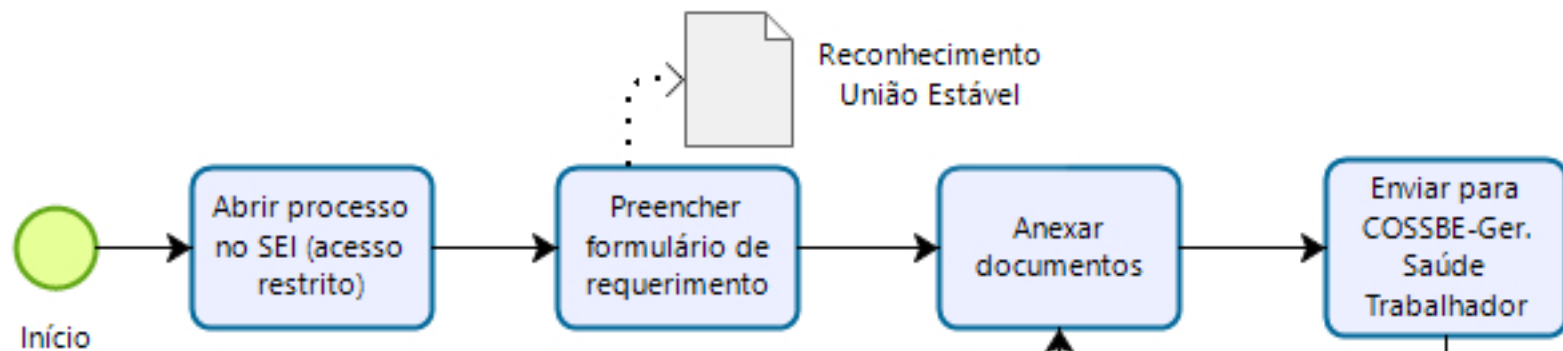 Reconhecimento
União Estável
Início
Abrir processo
no SEI (acesso
restrito)
Preencher
formulário de
requerimento
Anexar
documentos
Enviar para
COSSBE-Ger.
Saúde
Trabalhador